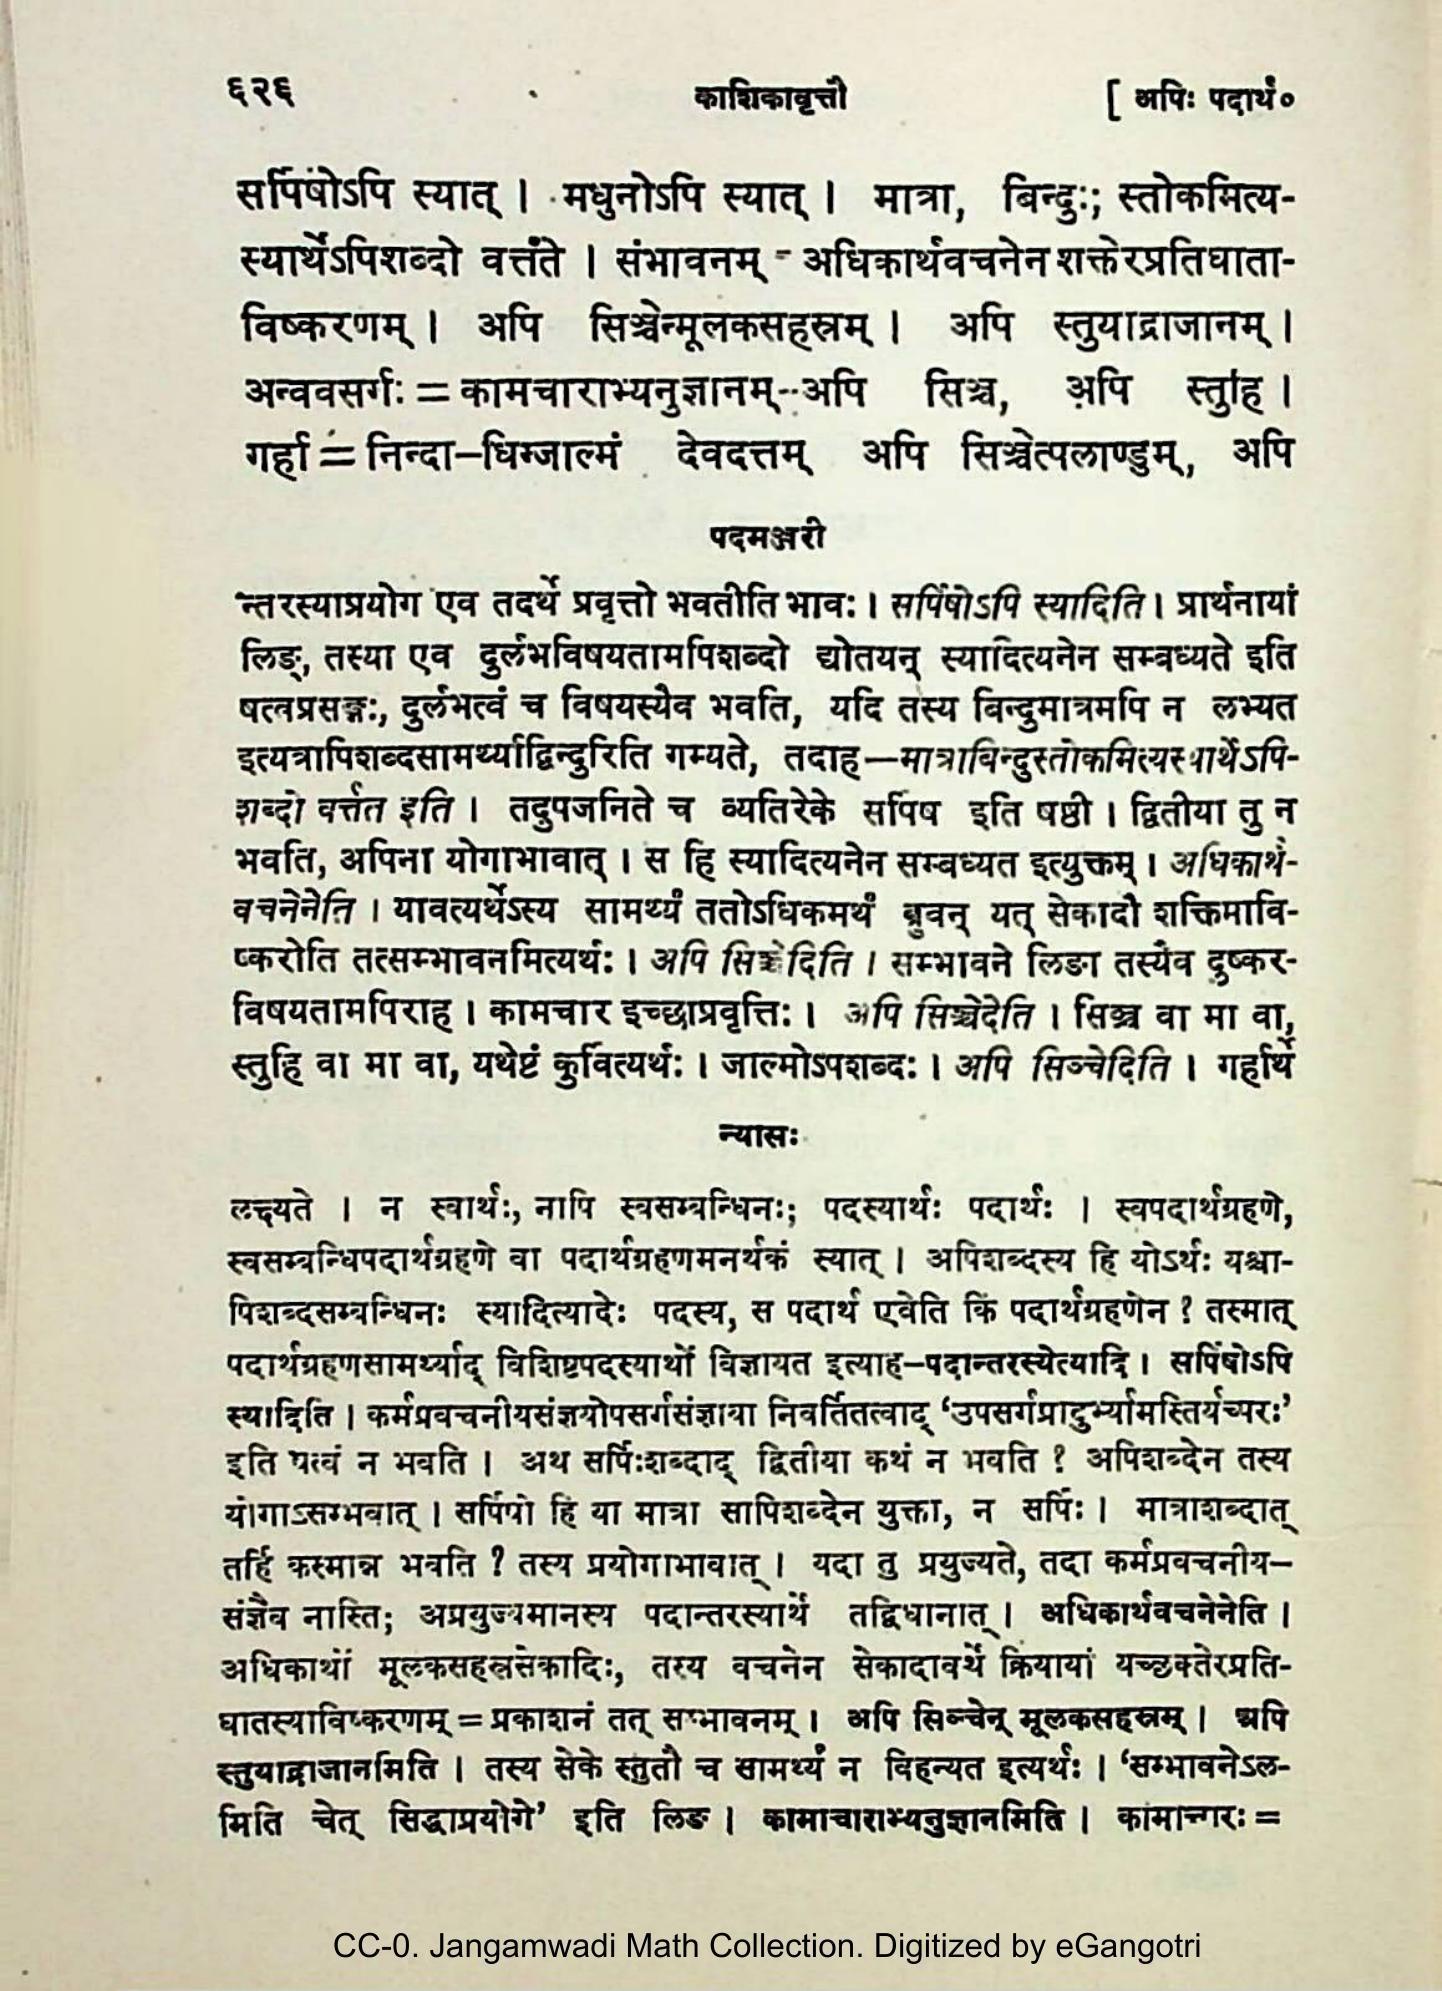 ६२६ काशिकावृत्तौ [ अपिः पदार्थ०
सर्पिषोऽपि स्यात् । मधुनोऽपि स्यात् । मात्रा, बिन्दुः; स्तोकमित्य-
स्यार्थेऽपिशब्दो वर्त्तते । संभावनम् - अधिकार्थवचनेन शक्तेरप्रतिघाता-
विष्करणम् । अपि सिञ्चेन्मूलकसहस्रम् । अपि स्तुयाद्राजानम् ।
अन्ववसर्गः = कामचाराभ्यनुज्ञानम्--अपि सिञ्च, अपि स्तुहि ।
गर्हा = निन्दा–धिग्जाल्मं देवदत्तम् अपि सिञ्चेत्पलाण्डुम्, अपि
पदमञ्जरी
न्तरस्याप्रयोग एव तदर्थे प्रवृत्तो भवतीति भावः । सर्पिषोऽपि स्यादिति । प्रार्थनायां
लिङ्, तस्या एव दुर्लभविषयतामपिशब्दो द्योतयन् स्यादित्यनेन सम्बध्यते इति
षत्वप्रसङ्गः, दुर्लभत्वं च विषयस्यैव भवति, यदि तस्य बिन्दुमात्रमपि न लभ्यत
इत्यत्रापिशब्दसामर्थ्याद्बिन्दुरिति गम्यते, तदाह—मात्राबिन्दुस्तोकमित्यस्यार्थेऽपि-
शब्दो वर्त्तत इति । तदुपजनिते च व्यतिरेके सर्पिष इति षष्ठी । द्वितीया तु न
भवति, अपिना योगाभावात् । स हि स्यादित्यनेन सम्बध्यत इत्युक्तम् । अधिकार्थ-
वचनेनेति । यावत्यर्थेऽस्य सामर्थ्यं ततोऽधिकमर्थं ब्रुवन् यत् सेकादौ शक्तिमावि-
ष्करोति तत्सम्भावनमित्यर्थः । अपि सिञ्चेदिति । सम्भावने लिङा तस्यैव दुष्कर-
विषयतामपिराह । कामचार इच्छाप्रवृत्तिः । अपि सिञ्चेदेति । सिञ्च वा मा वा,
स्तुहि वा मा वा, यथेष्टं कुर्वित्यर्थः । जाल्मोऽपशब्दः । अपि सिञ्चेदिति । गर्हार्थे
न्यासः
लक्ष्यते । न स्वार्थः, नापि स्वसम्बन्धिनः; पदस्यार्थः पदार्थः । स्वपदार्थग्रहणे,
स्वसम्बन्धिपदार्थग्रहणे वा पदार्थग्रहणमनर्थकं स्यात् । अपिशब्दस्य हि योऽर्थः यश्चा-
पिशब्दसम्बन्धिनः स्यादित्यादेः पदस्य, स पदार्थ एवेति किं पदार्थग्रहणेन ? तस्मात्
पदार्थग्रहणसामर्थ्याद् विशिष्टपदस्यार्थो विज्ञायत इत्याह–पदान्तरस्येत्यादि । सर्पिषोऽपि
स्यादिति । कर्मप्रवचनीयसंज्ञयोपसर्गसंज्ञाया निवर्तितत्वाद् ‘उपसर्गप्रादुर्भ्यामस्तिर्यच्परः’
इति षत्वं न भवति । अथ सर्पिःशब्दाद् द्वितीया कथं न भवति ? अपिशब्देन तस्य
योगाऽसम्भवात् । सर्पिषो हि या मात्रा सापिशब्देन युक्ता, न सर्पिः । मात्राशब्दात्
तर्हि कस्मान्न भवति ? तस्य प्रयोगाभावात् । यदा तु प्रयुज्यते, तदा कर्मप्रवचनीय–
संज्ञैव नास्ति; अप्रयुज्यमानस्य पदान्तरस्यार्थे तद्विधानात् । अधिकार्थवचनेनेति ।
अधिकार्थो मूलकसहस्रसेकादिः, तस्य वचनेन सेकादावर्थे क्रियायां यच्छक्तेरप्रति-
घातस्याविष्करणम् = प्रकाशनं तत् सम्भावनम् । अपि सिञ्चेन् मूलकसहस्रम् । अपि
स्तुयाद्राजानमिति । तस्य सेके स्तुतौ च सामर्थ्यं न विहन्यत इत्यर्थः । ‘सम्भावनेऽल-
मिति चेत् सिद्धाप्रयोगे’ इति लिङ । कामाचाराभ्यनुज्ञानमिति । कामाचारः =
CC-0. Jangamwadi Math Collection. Digitized by eGangotri